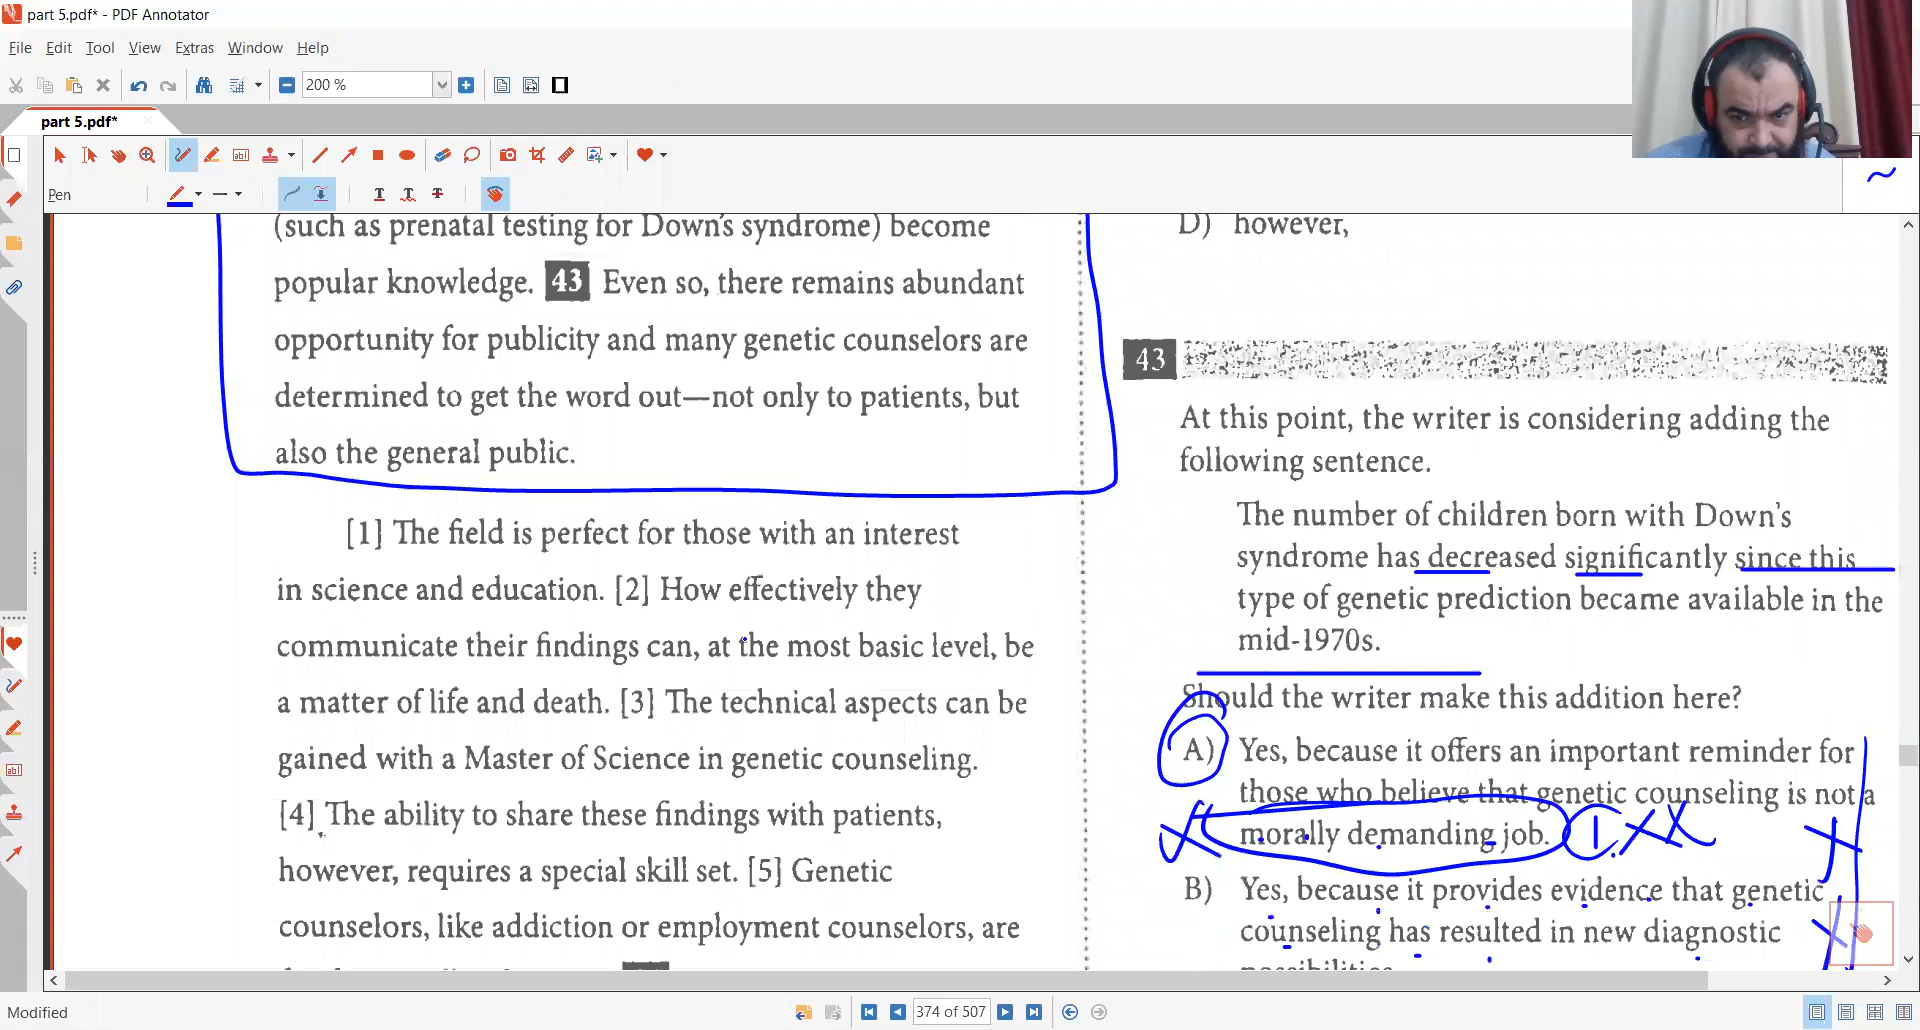 part 5.pdf* - PDF Annotator
File Edit Tool View Extras Window Help
200 %
part 5.pdf*
Pen
(such as prenatal testing for Down's syndrome) become
popular knowledge. 43 Even so, there remains abundant
opportunity for publicity and many genetic counselors are
determined to get the word out—not only to patients, but
also the general public.
[1] The field is perfect for those with an interest
in science and education. [2] How effectively they
communicate their findings can, at the most basic level, be
a matter of life and death. [3] The technical aspects can be
gained with a Master of Science in genetic counseling.
[4] The ability to share these findings with patients,
however, requires a special skill set. [5] Genetic
counselors, like addiction or employment counselors, are
D) however,
43
At this point, the writer is considering adding the
following sentence.
The number of children born with Down's
syndrome has decreased significantly since this
type of genetic prediction became available in the
mid-1970s.
Should the writer make this addition here?
A) Yes, because it offers an important reminder for
those who believe that genetic counseling is not a
morally demanding job.
B) Yes, because it provides evidence that genetic
counseling has resulted in new diagnostic
possibilities
Modified
374 of 507